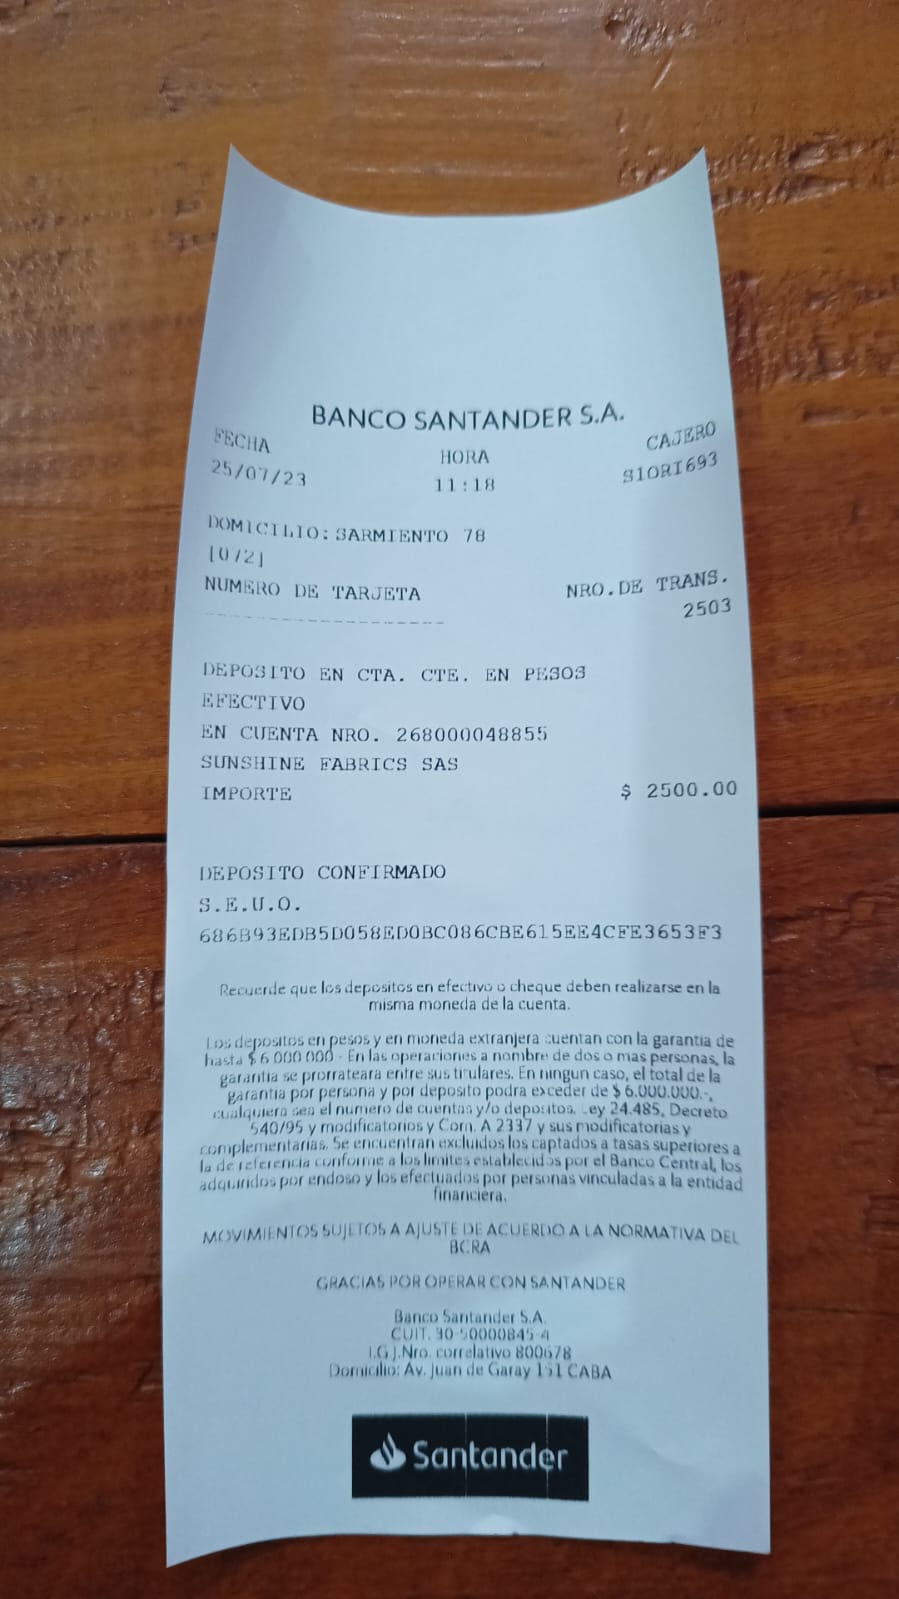 BANCO SANTANDER S.A.
FECHA HORA CAJERO
25/07/23 11:18 S1ORI693
DOMICILIO: SARMIENTO 78
[0/2]
NUMERO DE TARJETA NRO.DE TRANS.
------------------- 2503
DEPOSITO EN CTA. CTE. EN PESOS
EFECTIVO
EN CUENTA NRO. 268000048855
SUNSHINE FABRICS SAS
IMPORTE $ 2500.00
DEPOSITO CONFIRMADO
S.E.U.O.
686B93EDB5D058ED0BC086CBE615EE4CFE3653F3
Recuerde que los depositos en efectivo o cheque deben realizarse en la
misma moneda de la cuenta.
Los depositos en pesos y en moneda extranjera cuentan con la garantia de
hasta $ 6.000.000 - En las operaciones a nombre de dos o mas personas, la
garantia se prorrateara entre sus titulares. En ningun caso, el total de la
garantia por persona y por deposito podra exceder de $ 6.000.000.-,
cualquiera sea el numero de cuentas y/o depositos. Ley 24.485, Decreto
540/95 y modificatorios y Com. A 2337 y sus modificatorias y
complementarias. Se encuentran excluidos los captados a tasas superiores a
la de referencia conforme a los limites establecidos por el Banco Central, los
adquiridos por endoso y los efectuados por personas vinculadas a la entidad
financiera.
MOVIMIENTOS SUJETOS A AJUSTE DE ACUERDO A LA NORMATIVA DEL
BCRA
GRACIAS POR OPERAR CON SANTANDER
Banco Santander S.A.
CUIT. 30-50000845-4
I.G.J.Nro. correlativo 800678
Domicilio: Av. Juan de Garay 151 CABA
Santander